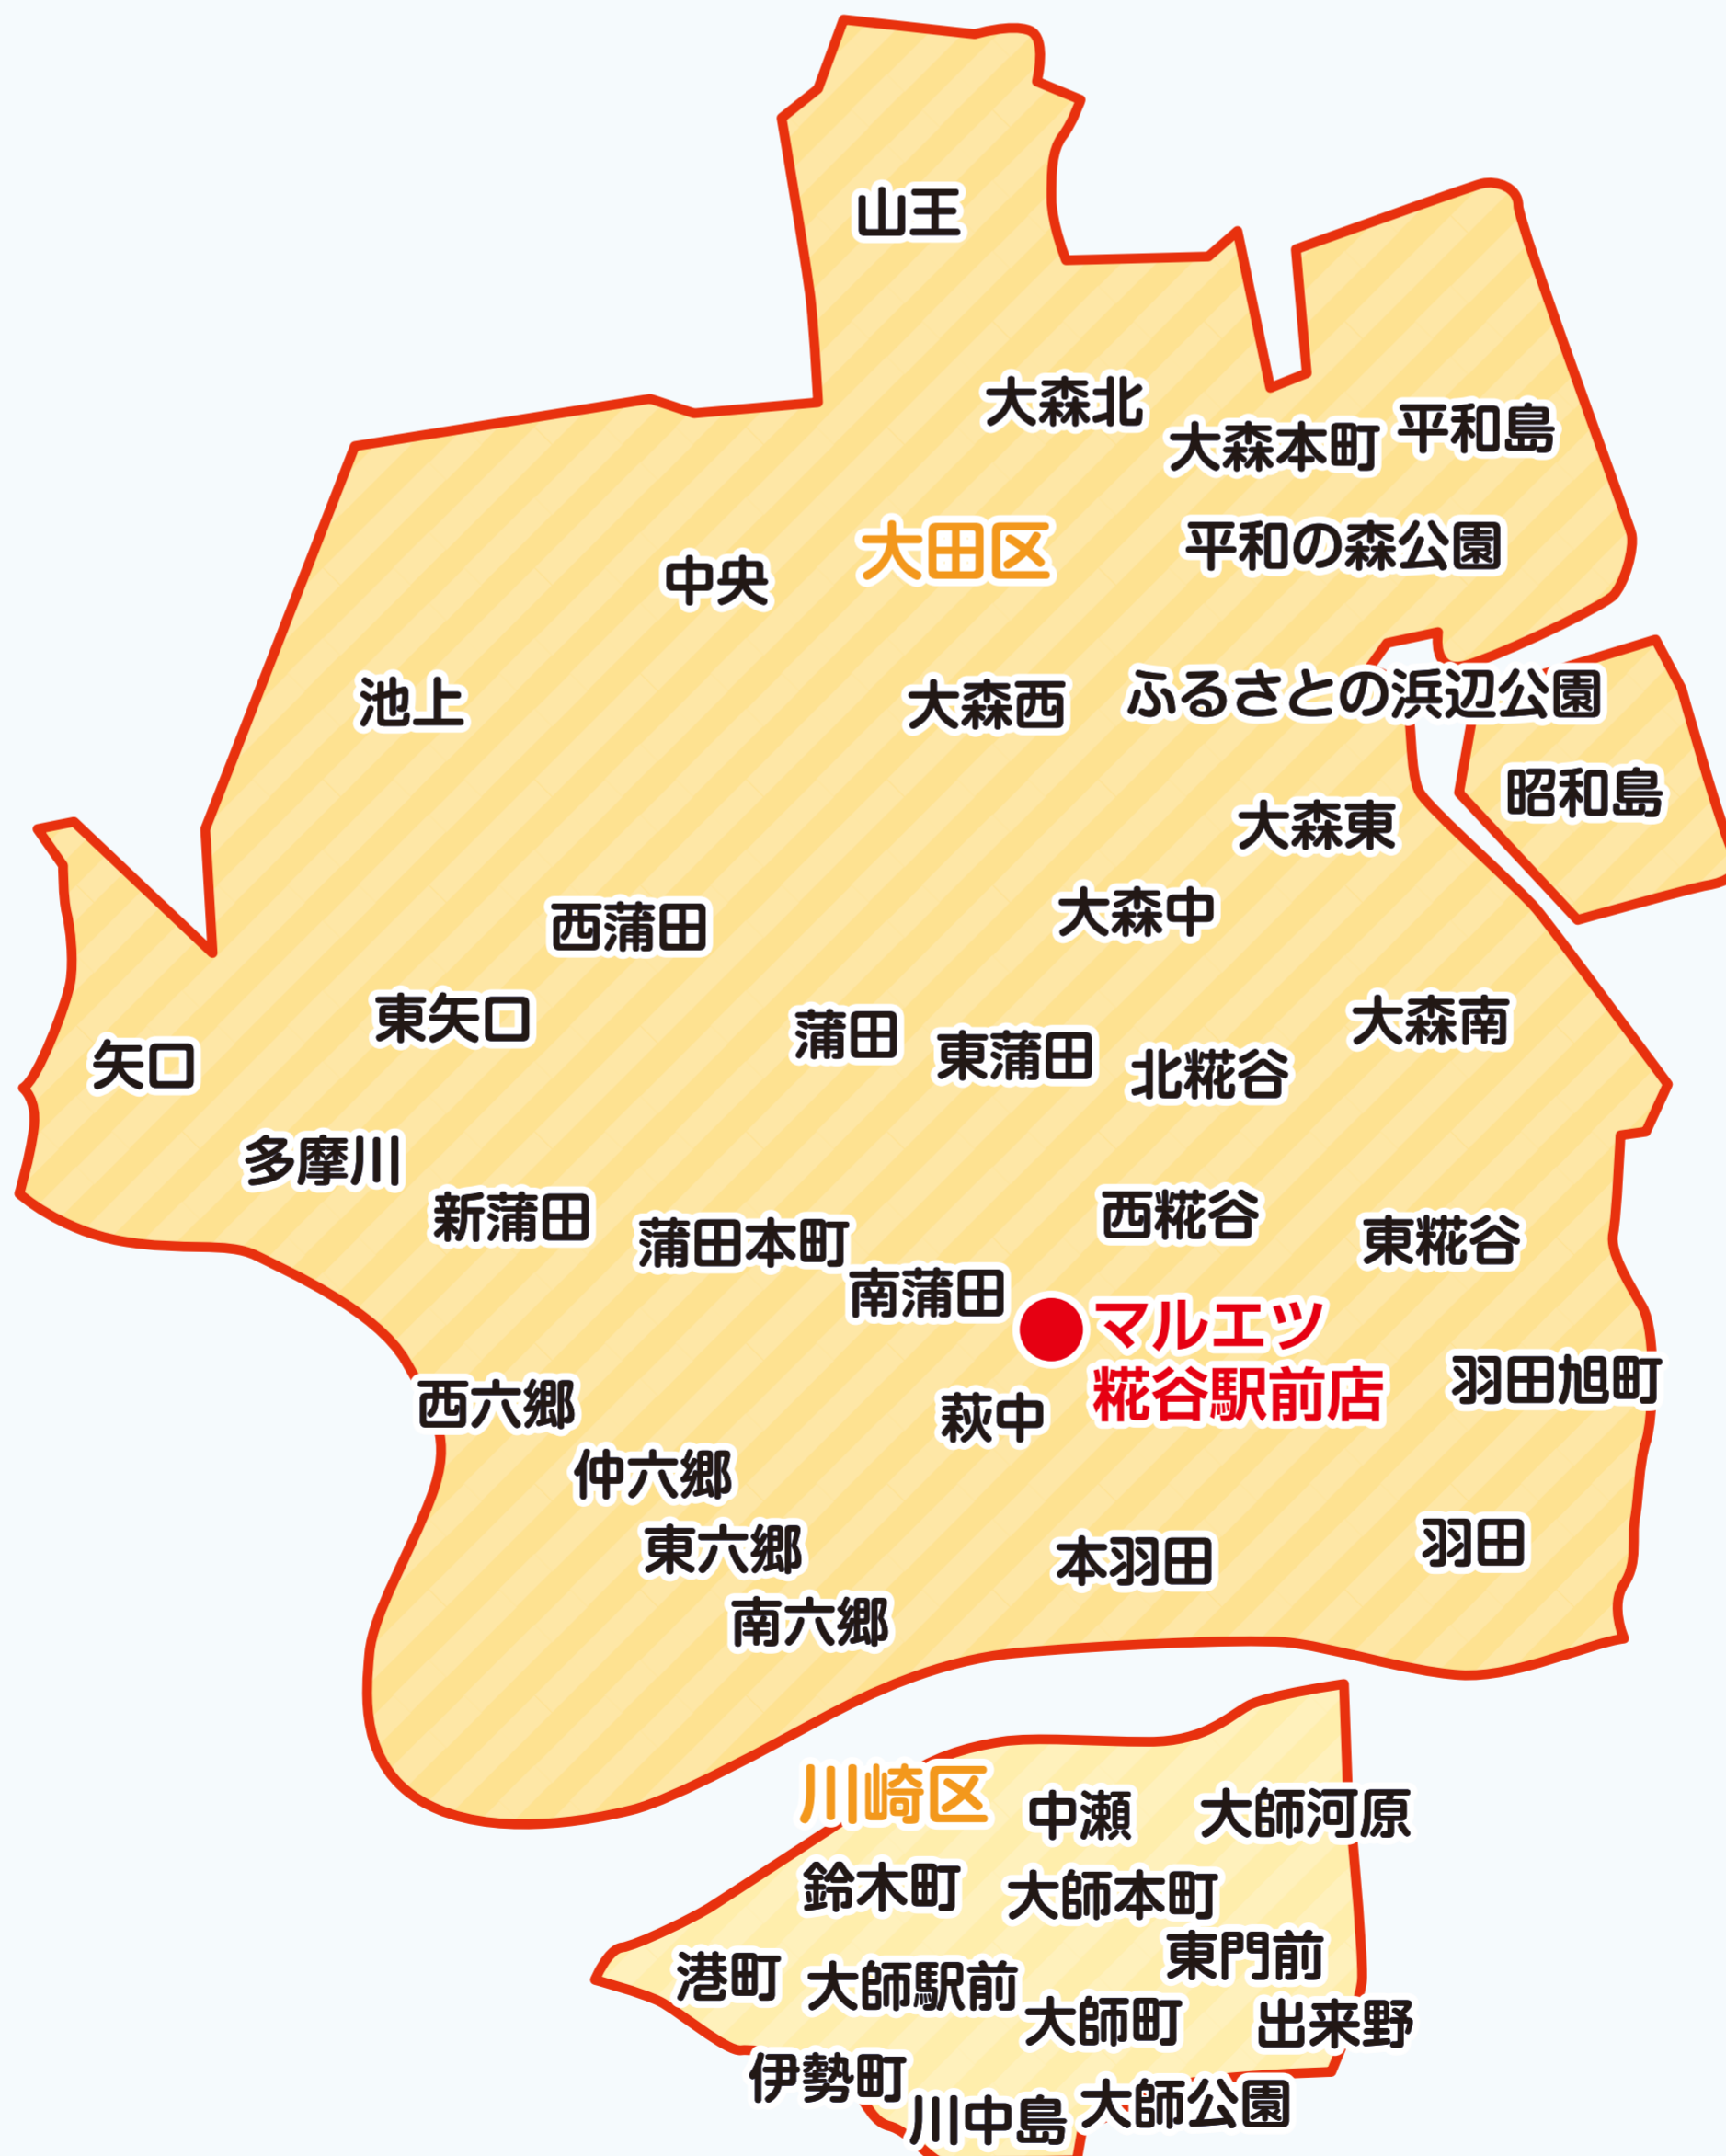 山王
大森北
大森本町
平和島
大田区
平和の森公園
中央
池上
大森西
ふるさとの浜辺公園
昭和島
大森東
西蒲田
大森中
東矢口
蒲田
東蒲田
大森南
矢口
北糀谷
多摩川
新蒲田
蒲田本町
西糀谷
東糀谷
南蒲田
マルエツ
糀谷駅前店
羽田旭町
西六郷
萩中
仲六郷
東六郷
本羽田
羽田
南六郷
川崎区
中瀬
大師河原
鈴木町
大師本町
東門前
港町
大師駅前
大師町
出来野
伊勢町
川中島
大師公園